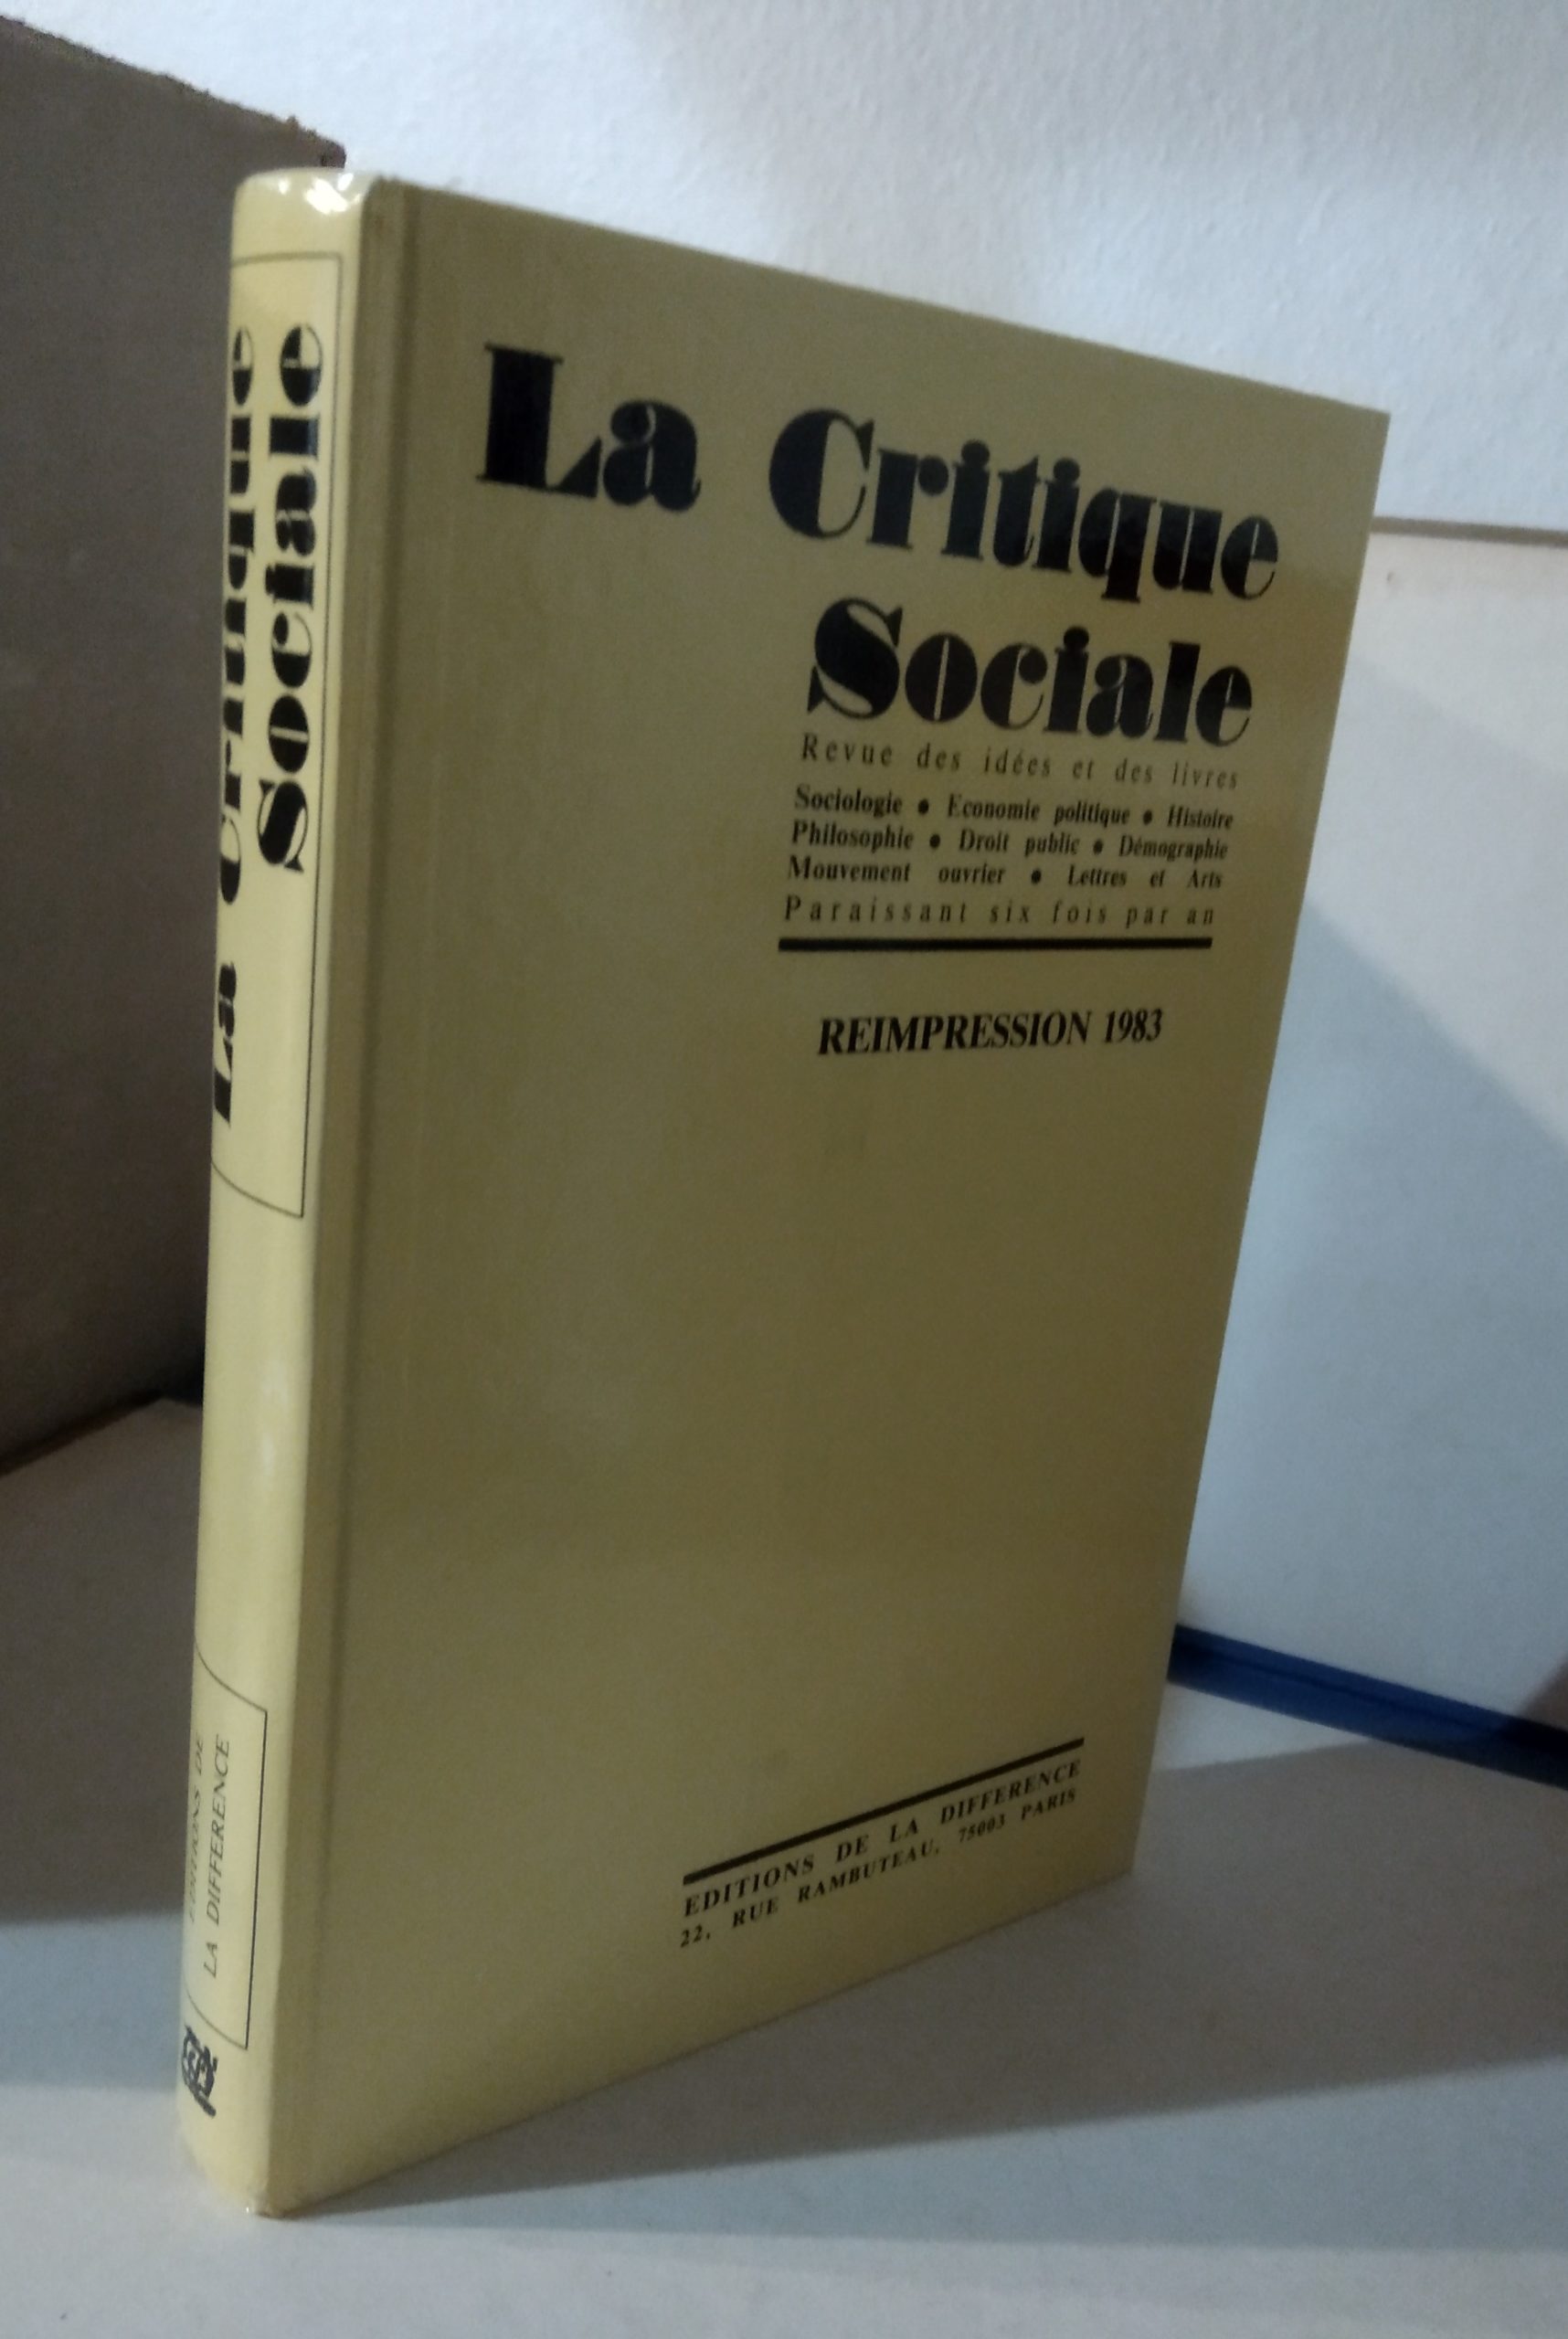 La Critique
Sociale
Revue des idées et des livres
Sociologie ● Economie politique ● Histoire
Philosophie ● Droit public ● Démographie
Mouvement ouvrier ● Lettres et Arts
Paraissant six fois par an
REIMPRESSION 1983
EDITIONS DE LA DIFFERENCE
22, RUE RAMBUTEAU, 75003 PARIS
La Critique
Sociale
EDITIONS DE
LA DIFFERENCE